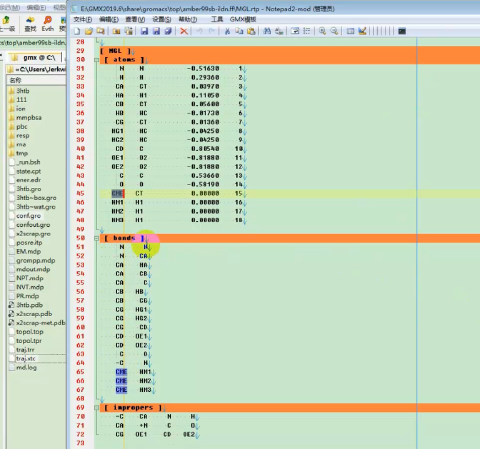 E\GMX2019.6\share\gromacs\top\amber99sb-ildn.ff\MGL.rtp - Notepad2-mod (管理员)
文件(F) 编辑(E) 查看(V) 设置(S) 帮助(H) 工具 GMX模板
查找 Everyth
top\amber99sb-ildn
gmx @ C:\
C:\Users\Jerkw
名称
3htb
111
ion
mmpbsa
pbc
resp
rna
tmp
_run.bsh
state.cpt
ener.edr
3htb.gro
3htb-box.gro
3htb-wat.gro
conf.gro
confout.gro
x2scrap.gro
posre.itp
EM.mdp
grompp.mdp
mdout.mdp
NPT.mdp
NVT.mdp
PR.mdp
3htb.pdb
x2scrap.pdb
x2scrap-met.pdb
topol.top
topol.tpr
traj.trr
traj.xtc
md.log
28
29 [ MGL ]
30 [ atoms ]
31 N N -0.51630 1
32 H H 0.29360 2
33 CA CT 0.03970 3
34 HA H1 0.11050 4
35 CD CT 0.05600 5
36 HB HC -0.01730 6
37 CG CT 0.01360 7
38 HG1 HC -0.04250 8
39 HG2 HC -0.04250 9
40 CD C 0.80540 10
41 OE1 O2 -0.81880 11
42 OE2 O2 -0.81880 12
43 C C 0.53660 13
44 O O -0.58190 14
45 CME CT 0.00000 15
46 HM1 H1 0.00000 16
47 HM2 H1 0.00000 17
48 HM3 H1 0.00000 18
49
50 [ bonds ]
51 N H
52 N CA
53 CA HA
54 CA CB
55 CA C
56 CB HB
57 CB CG
58 CG HG1
59 CG HG2
60 CG CD
61 CD OE1
62 CD OE2
63 C O
64 -C N
65 CME HM1
66 CME HM2
67 CME HM3
68
69 [ impropers ]
70 -C CA N H
71 CA +N C O
72 CG OE1 CD OE2
73